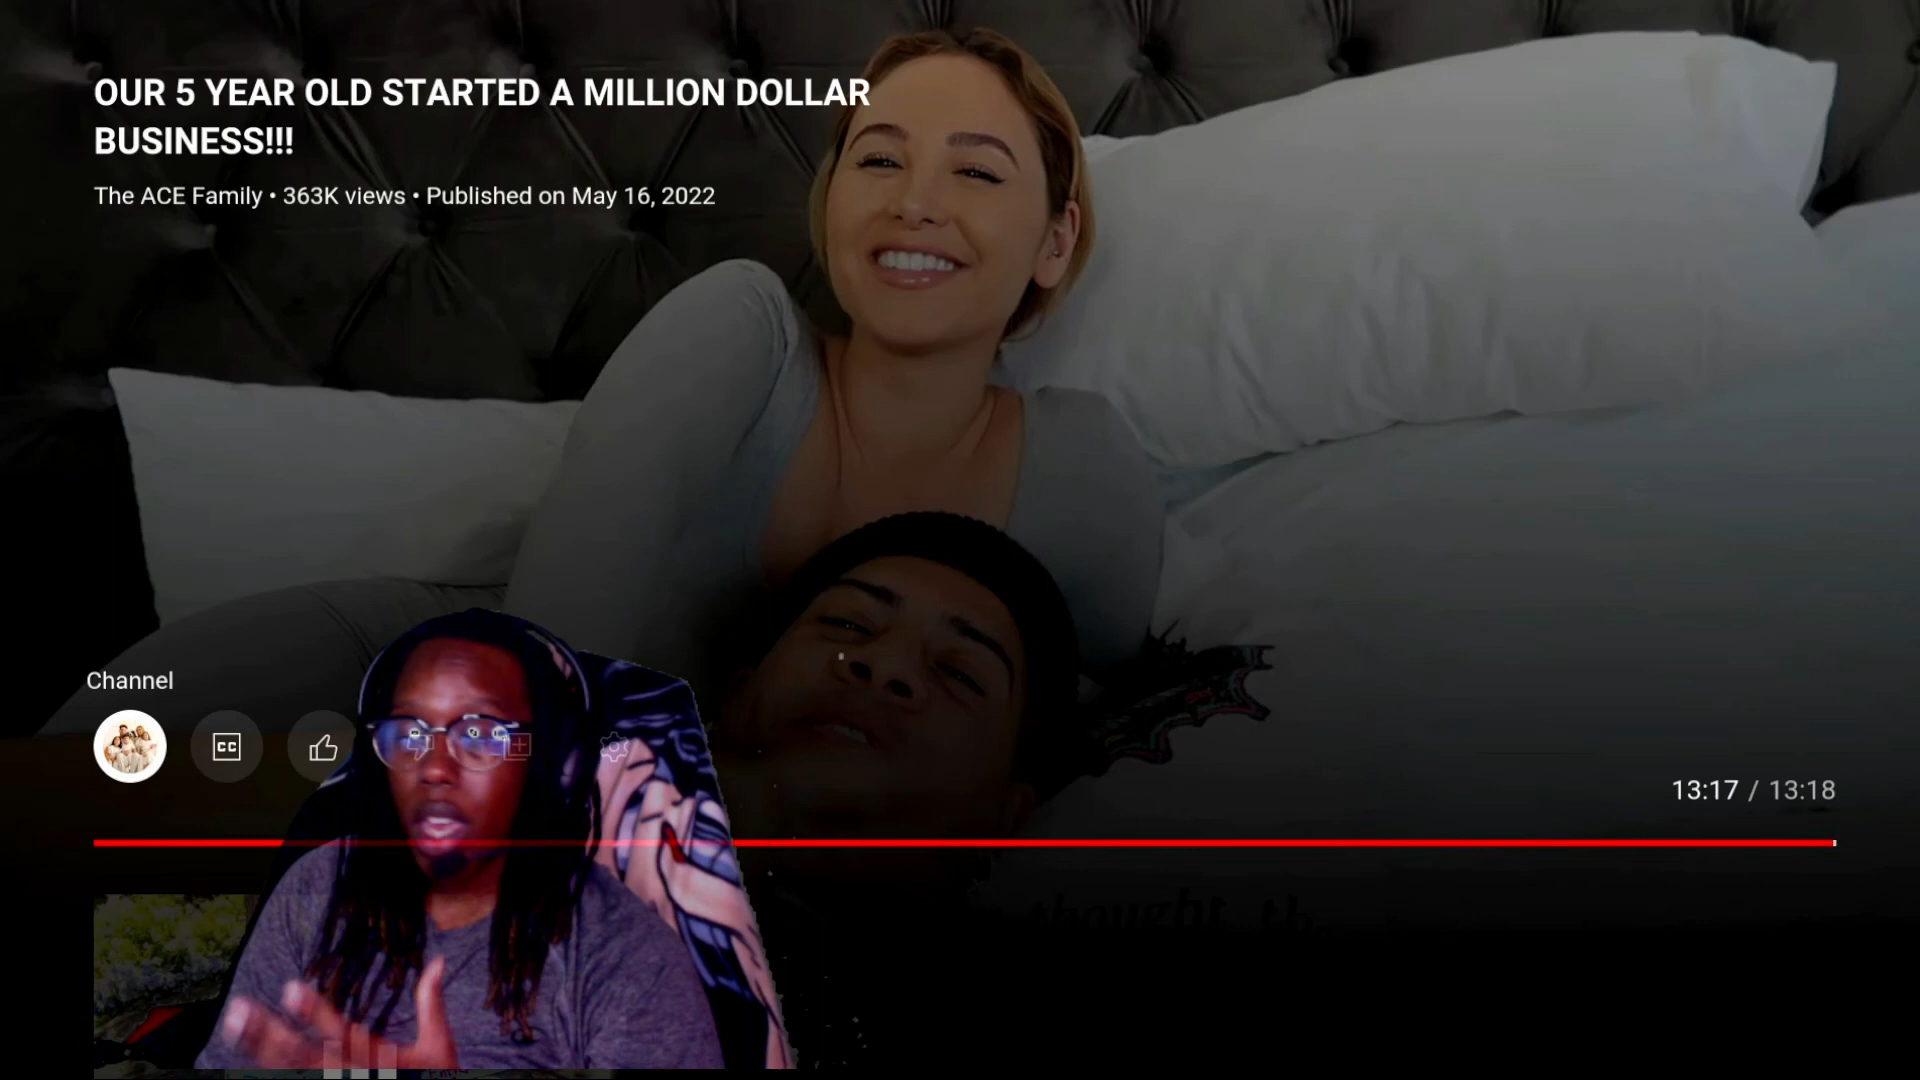 OUR 5 YEAR OLD STARTED A MILLION DOLLAR
BUSINESS!!!
The ACE Family • 363K views • Published on May 16, 2022
Channel
CC
13:17 / 13:18
thought